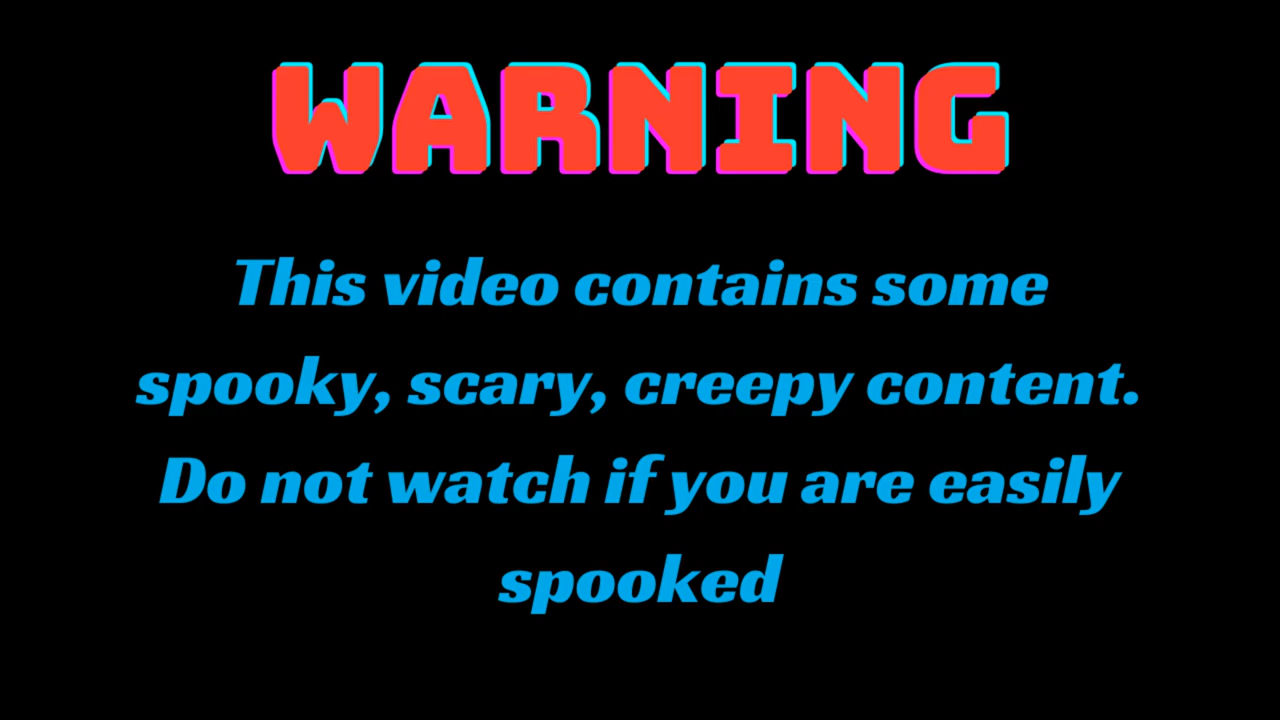 WARNING
This video contains some
spooky, scary, creepy content.
Do not watch if you are easily
spooked